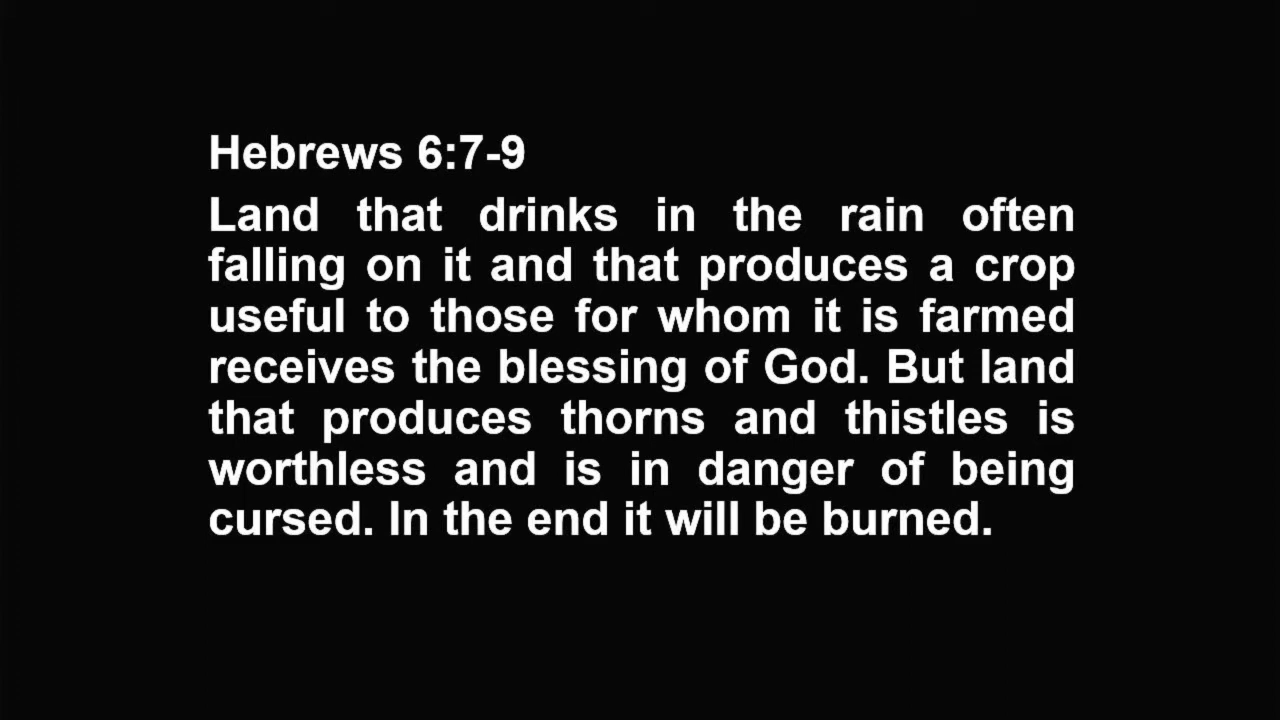 Hebrews 6:7-9
Land that drinks in the rain often
falling on it and that produces a crop
useful to those for whom it is farmed
receives the blessing of God. But land
that produces thorns and thistles is
worthless and is in danger of being
cursed. In the end it will be burned.